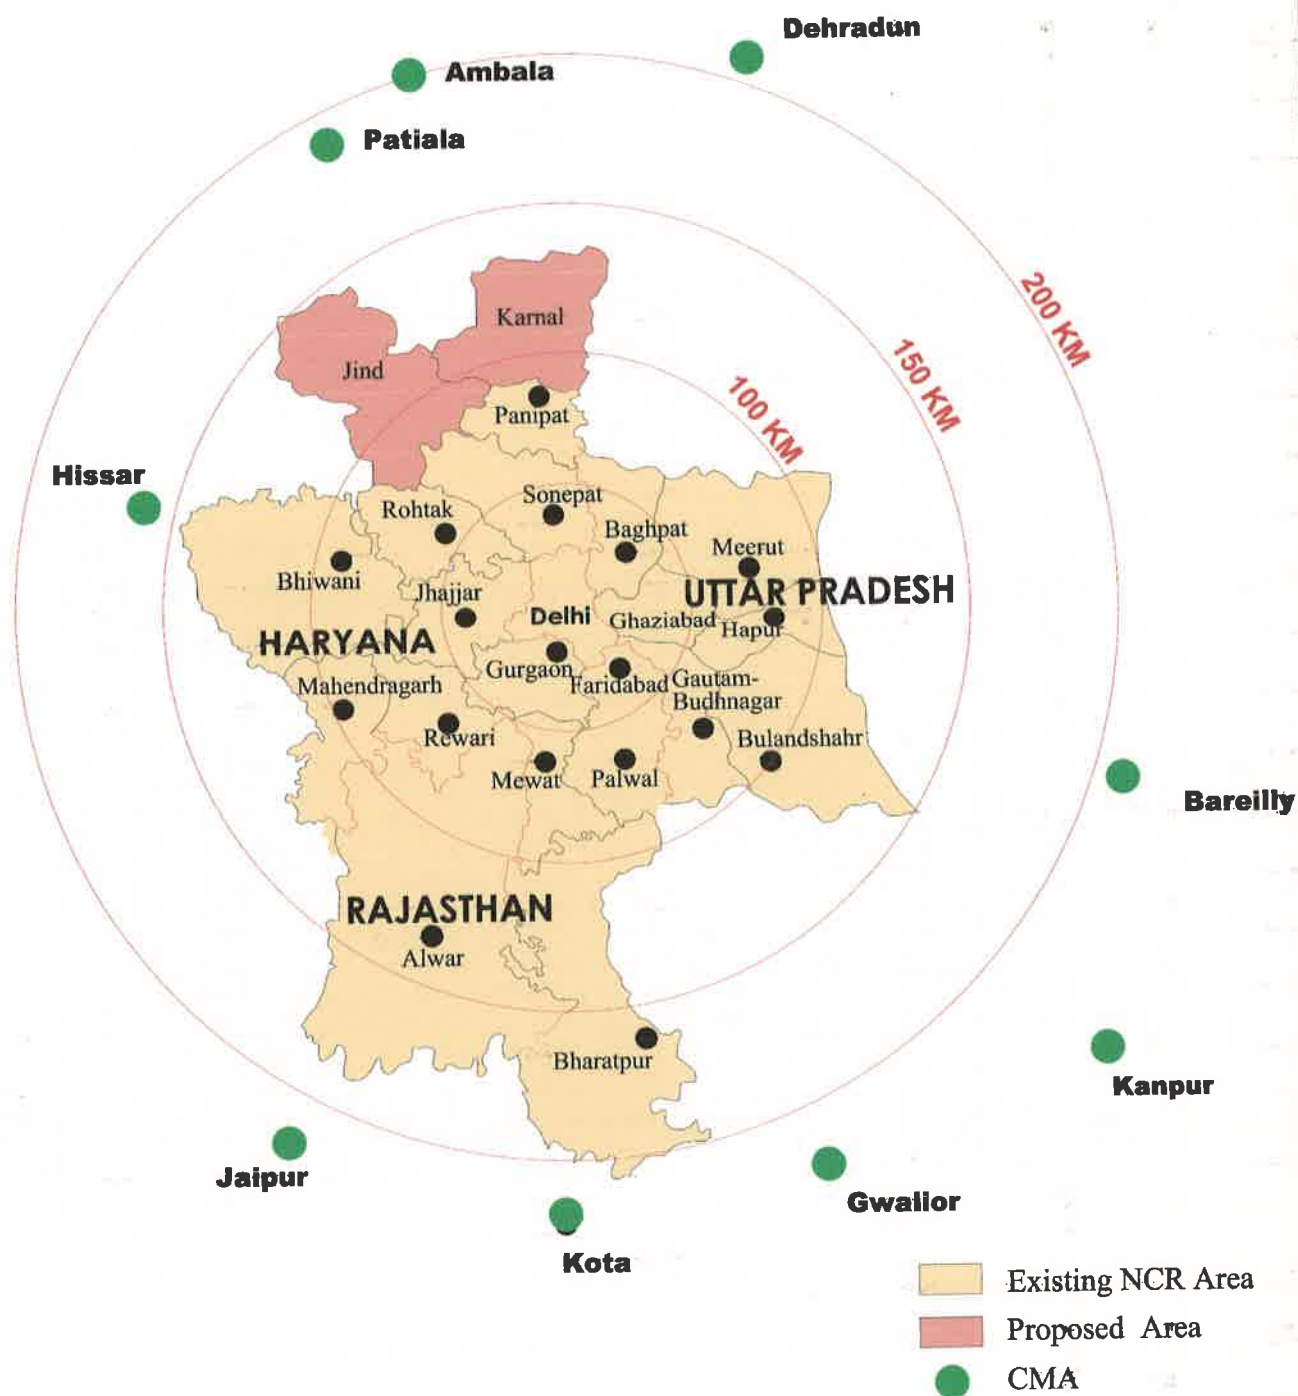 Dehradun
Ambala
Patiala
200 KM
150 KM
100 KM
Karnal
Jind
Panipat
Hissar
Sonepat
Rohtak
Baghpat
Meerut
Bhiwani
Jhajjar
UTTAR PRADESH
Delhi
Ghaziabad
Hapur
HARYANA
Gurgaon
Faridabad
Gautam-
Budhnagar
Mahendragarh
Rewari
Bulandshahr
Mewat
Palwal
Bareilly
RAJASTHAN
Alwar
Bharatpur
Kanpur
Jaipur
Gwalior
Kota
Existing NCR Area
Proposed Area
CMA